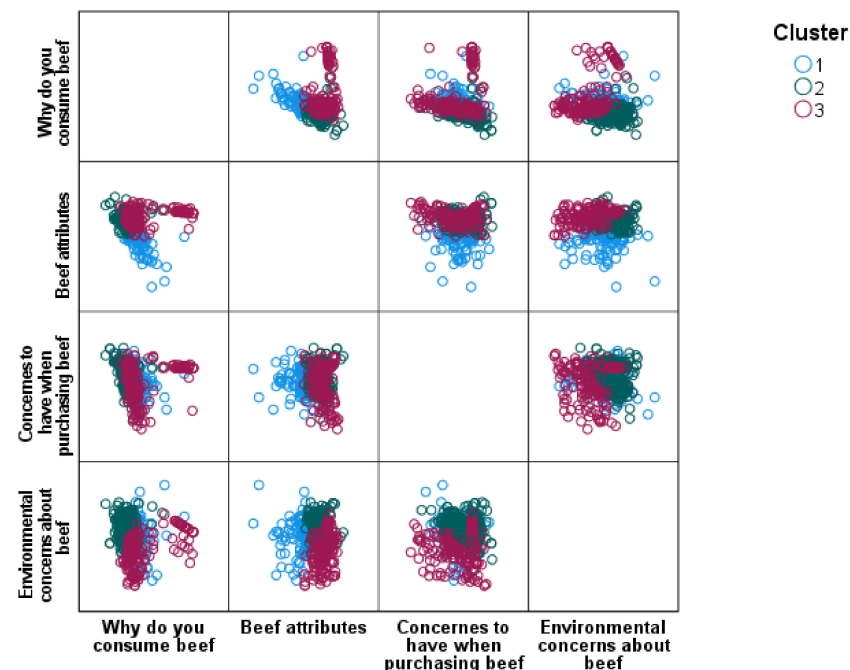 Cluster
1
2
3
Why do you
consume beef
Beef attributes
Concernes to
have when
purchasing beef
Environmental
concerns about
beef
Why do you
consume beef
Beef attributes
Concernes to
have when
purchasing beef
Environmental
concerns about
beef